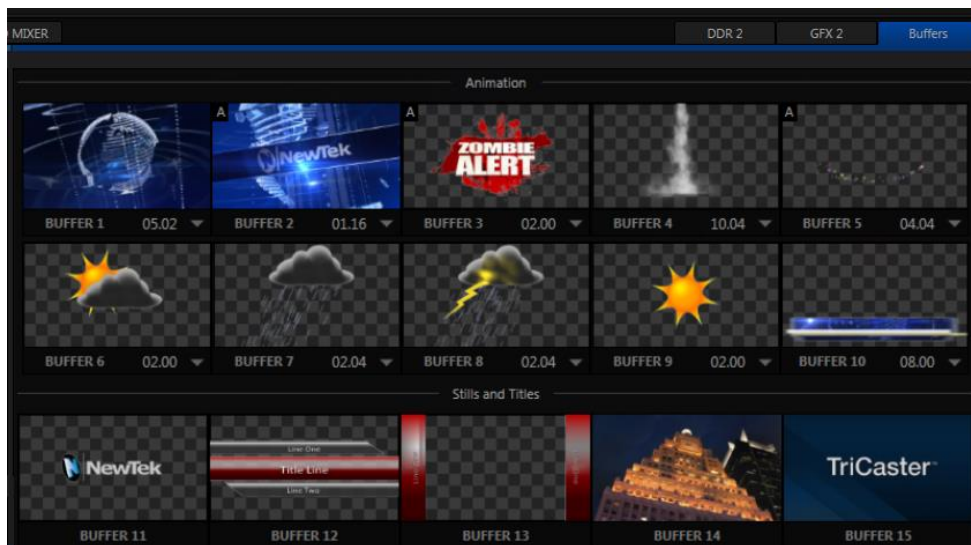 MIXER DDR 2 GFX 2 Buffers
Animation
A A A
NEWTEK
ZOMBIE
ALERT
BUFFER 1 05.02 BUFFER 2 01.16 BUFFER 3 02.00 BUFFER 4 10.04 BUFFER 5 04.04
BUFFER 6 02.00 BUFFER 7 02.04 BUFFER 8 02.04 BUFFER 9 02.00 BUFFER 10 08.00
Stills and Titles
NewTek
Line One
Title Line
Line Two
TriCaster
BUFFER 11 BUFFER 12 BUFFER 13 BUFFER 14 BUFFER 15